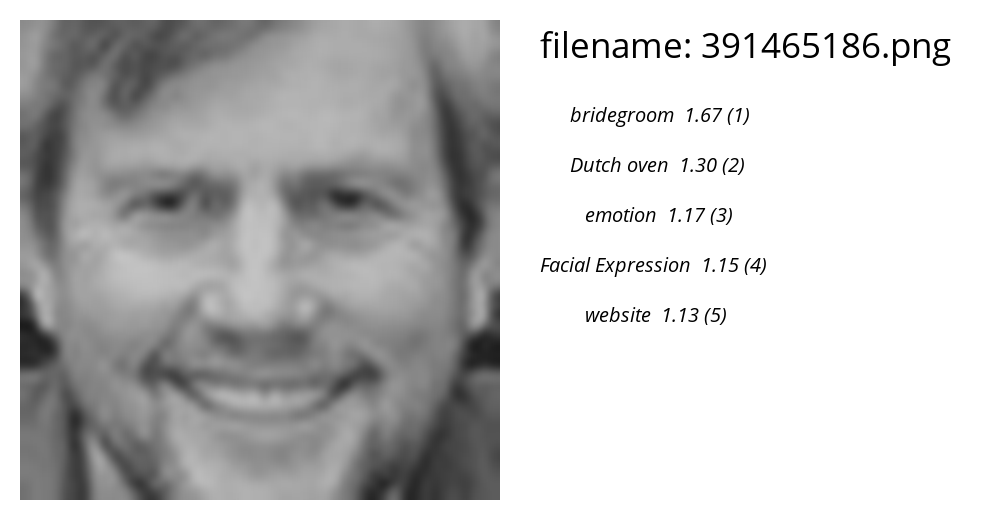 filename: 391465186.png
bridegroom 1.67 (1)
Dutch oven 1.30 (2)
emotion 1.17 (3)
Facial Expression 1.15 (4)
website 1.13 (5)